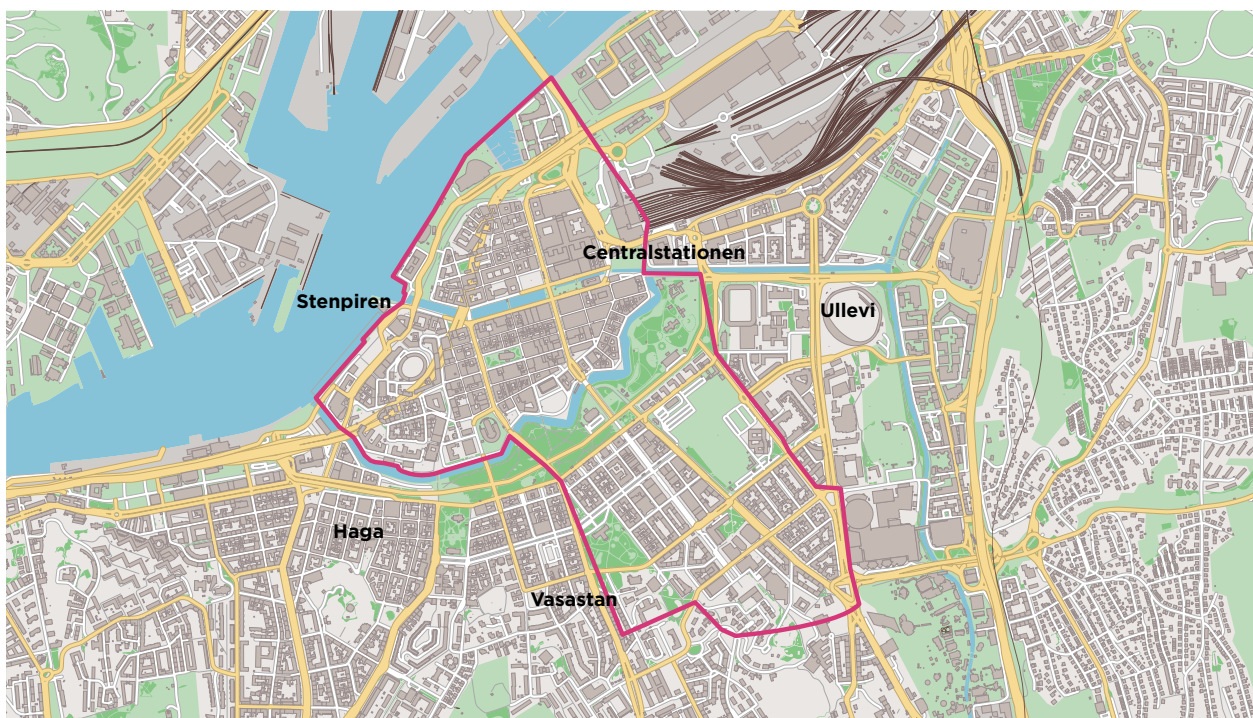 Centralstationen
Stenpiren
Ullevi
Haga
Vasastan